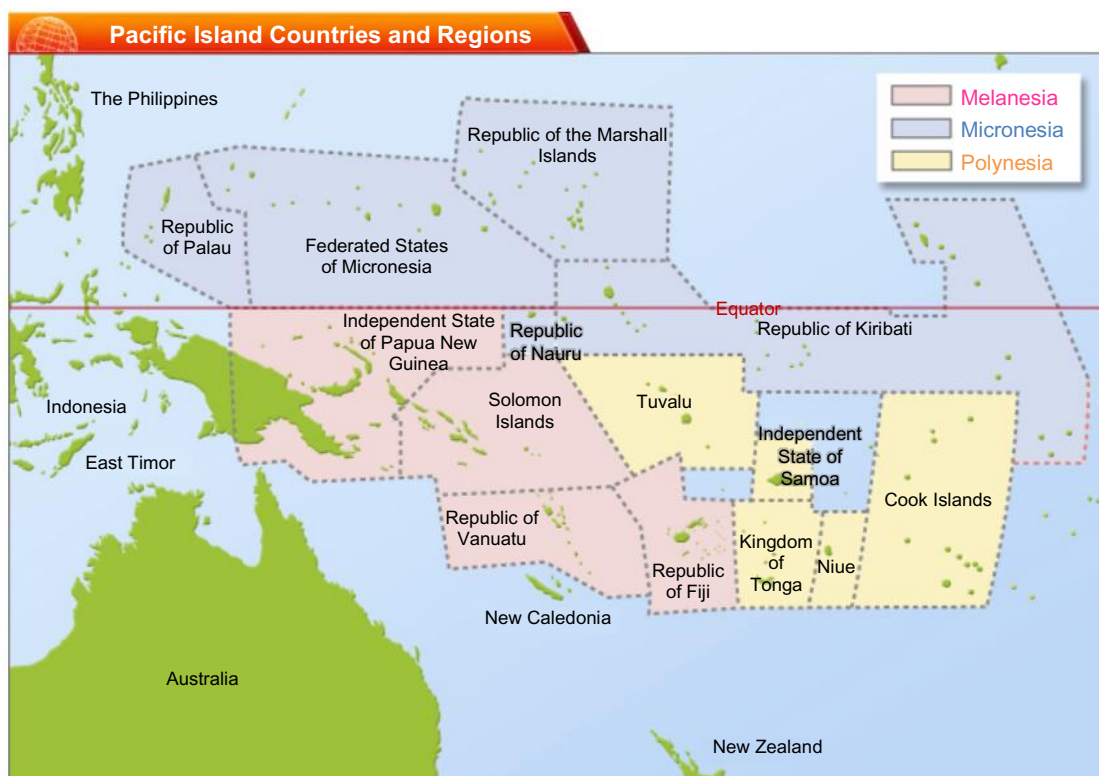 Pacific Island Countries and Regions
The Philippines
Melanesia
Micronesia
Polynesia
Republic of the Marshall
Islands
Republic
of Palau
Federated States
of Micronesia
Equator
Independent State
of Papua New
Guinea
Republic
of Nauru
Republic of Kiribati
Indonesia
Solomon
Islands
Tuvalu
East Timor
Independent
State of
Samoa
Cook Islands
Republic of
Vanuatu
Kingdom
of
Tonga
Niue
Republic
of Fiji
New Caledonia
Australia
New Zealand